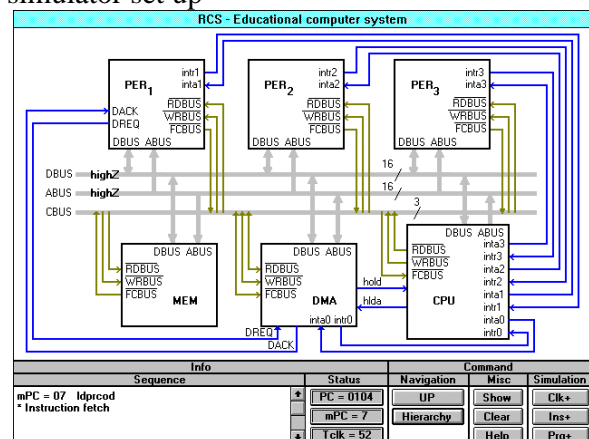 simulator set up
RCS - Educational computer system
intr1
inta1
PER1
RDBUS
WRBUS
FCBUS
DACK
DREQ
DBUS ABUS
intr2
inta2
PER2
RDBUS
WRBUS
FCBUS
DBUS ABUS
intr3
inta3
PER3
RDBUS
WRBUS
FCBUS
DBUS ABUS
DBUS highZ 16
ABUS highZ 16
CBUS 3
DBUS ABUS
RDBUS
WRBUS
FCBUS
MEM
DBUS ABUS
RDBUS
WRBUS
FCBUS
DMA
DREQ
DACK
inta0 intr0
hold
hlda
DBUS ABUS
RDBUS
WRBUS
FCBUS
CPU
inta3
intr3
inta2
intr2
inta1
intr1
inta0
intr0
Info Command
Sequence Status Navigation Misc Simulation
mPC = 07 ldprcod PC = 0104 UP Show Clk+
* Instruction fetch mPC = 7 Hierarchy Clear Ins+
Tclk = 52 Help Prg+